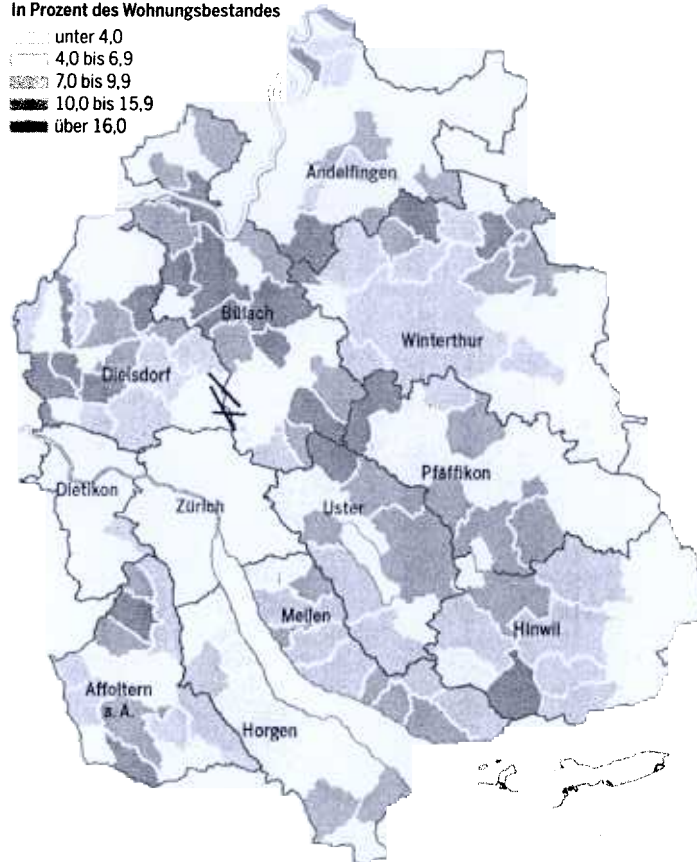 In Prozent des Wohnungsbestandes
unter 4,0
4,0 bis 6,9
7,0 bis 9,9
10,0 bis 15,9
über 16,0
Andelfingen
Bülach
Winterthur
Dielsdorf
Pfäffikon
Dietikon
Zürich
Uster
Meilen
Hinwil
Affoltern
a. A.
Horgen